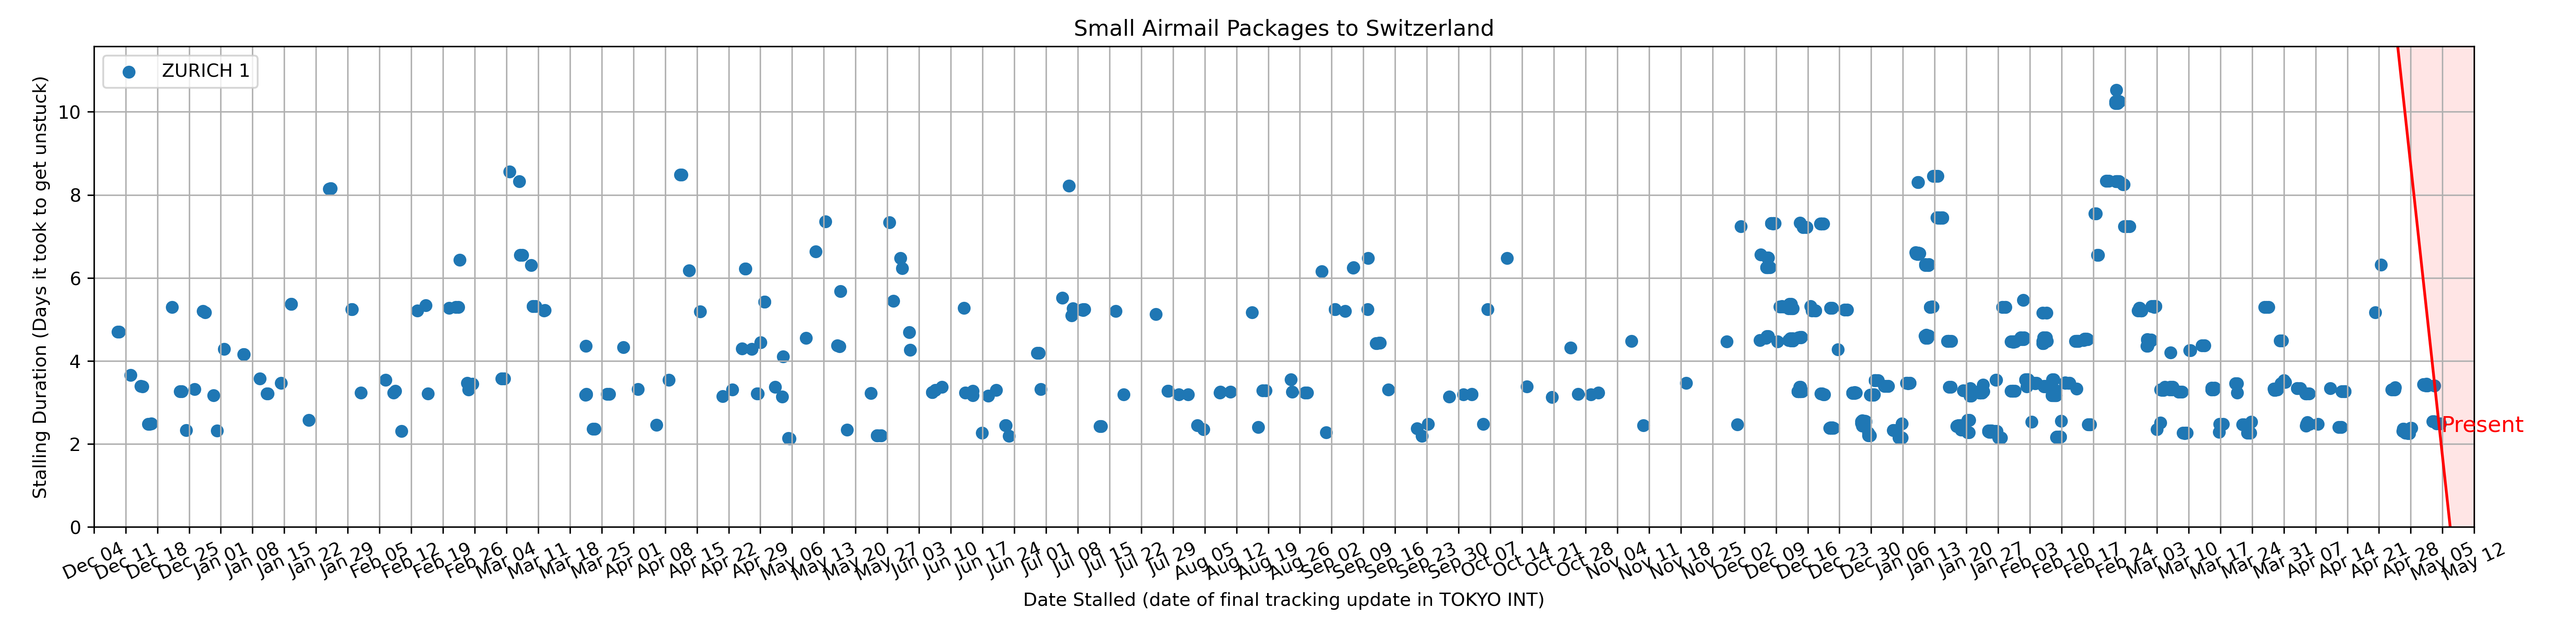 Small Airmail Packages to Switzerland
ZURICH 1
Stalling Duration (Days it took to get unstuck)
10
8
6
4
2
0
Present
Dec 04
Dec 11
Dec 18
Dec 25
Jan 01
Jan 08
Jan 15
Jan 22
Jan 29
Feb 05
Feb 12
Feb 19
Feb 26
Mar 04
Mar 11
Mar 18
Mar 25
Apr 01
Apr 08
Apr 15
Apr 22
Apr 29
May 06
May 13
May 20
May 27
Jun 03
Jun 10
Jun 17
Jun 24
Jul 01
Jul 08
Jul 15
Jul 22
Jul 29
Aug 05
Aug 12
Aug 19
Aug 26
Sep 02
Sep 09
Sep 16
Sep 23
Sep 30
Oct 07
Oct 14
Oct 21
Oct 28
Nov 04
Nov 11
Nov 18
Nov 25
Dec 02
Dec 09
Dec 16
Dec 23
Dec 30
Jan 06
Jan 13
Jan 20
Jan 27
Feb 03
Feb 10
Feb 17
Feb 24
Mar 03
Mar 10
Mar 17
Mar 24
Mar 31
Apr 07
Apr 14
Apr 21
Apr 28
May 05
May 12
Date Stalled (date of final tracking update in TOKYO INT)